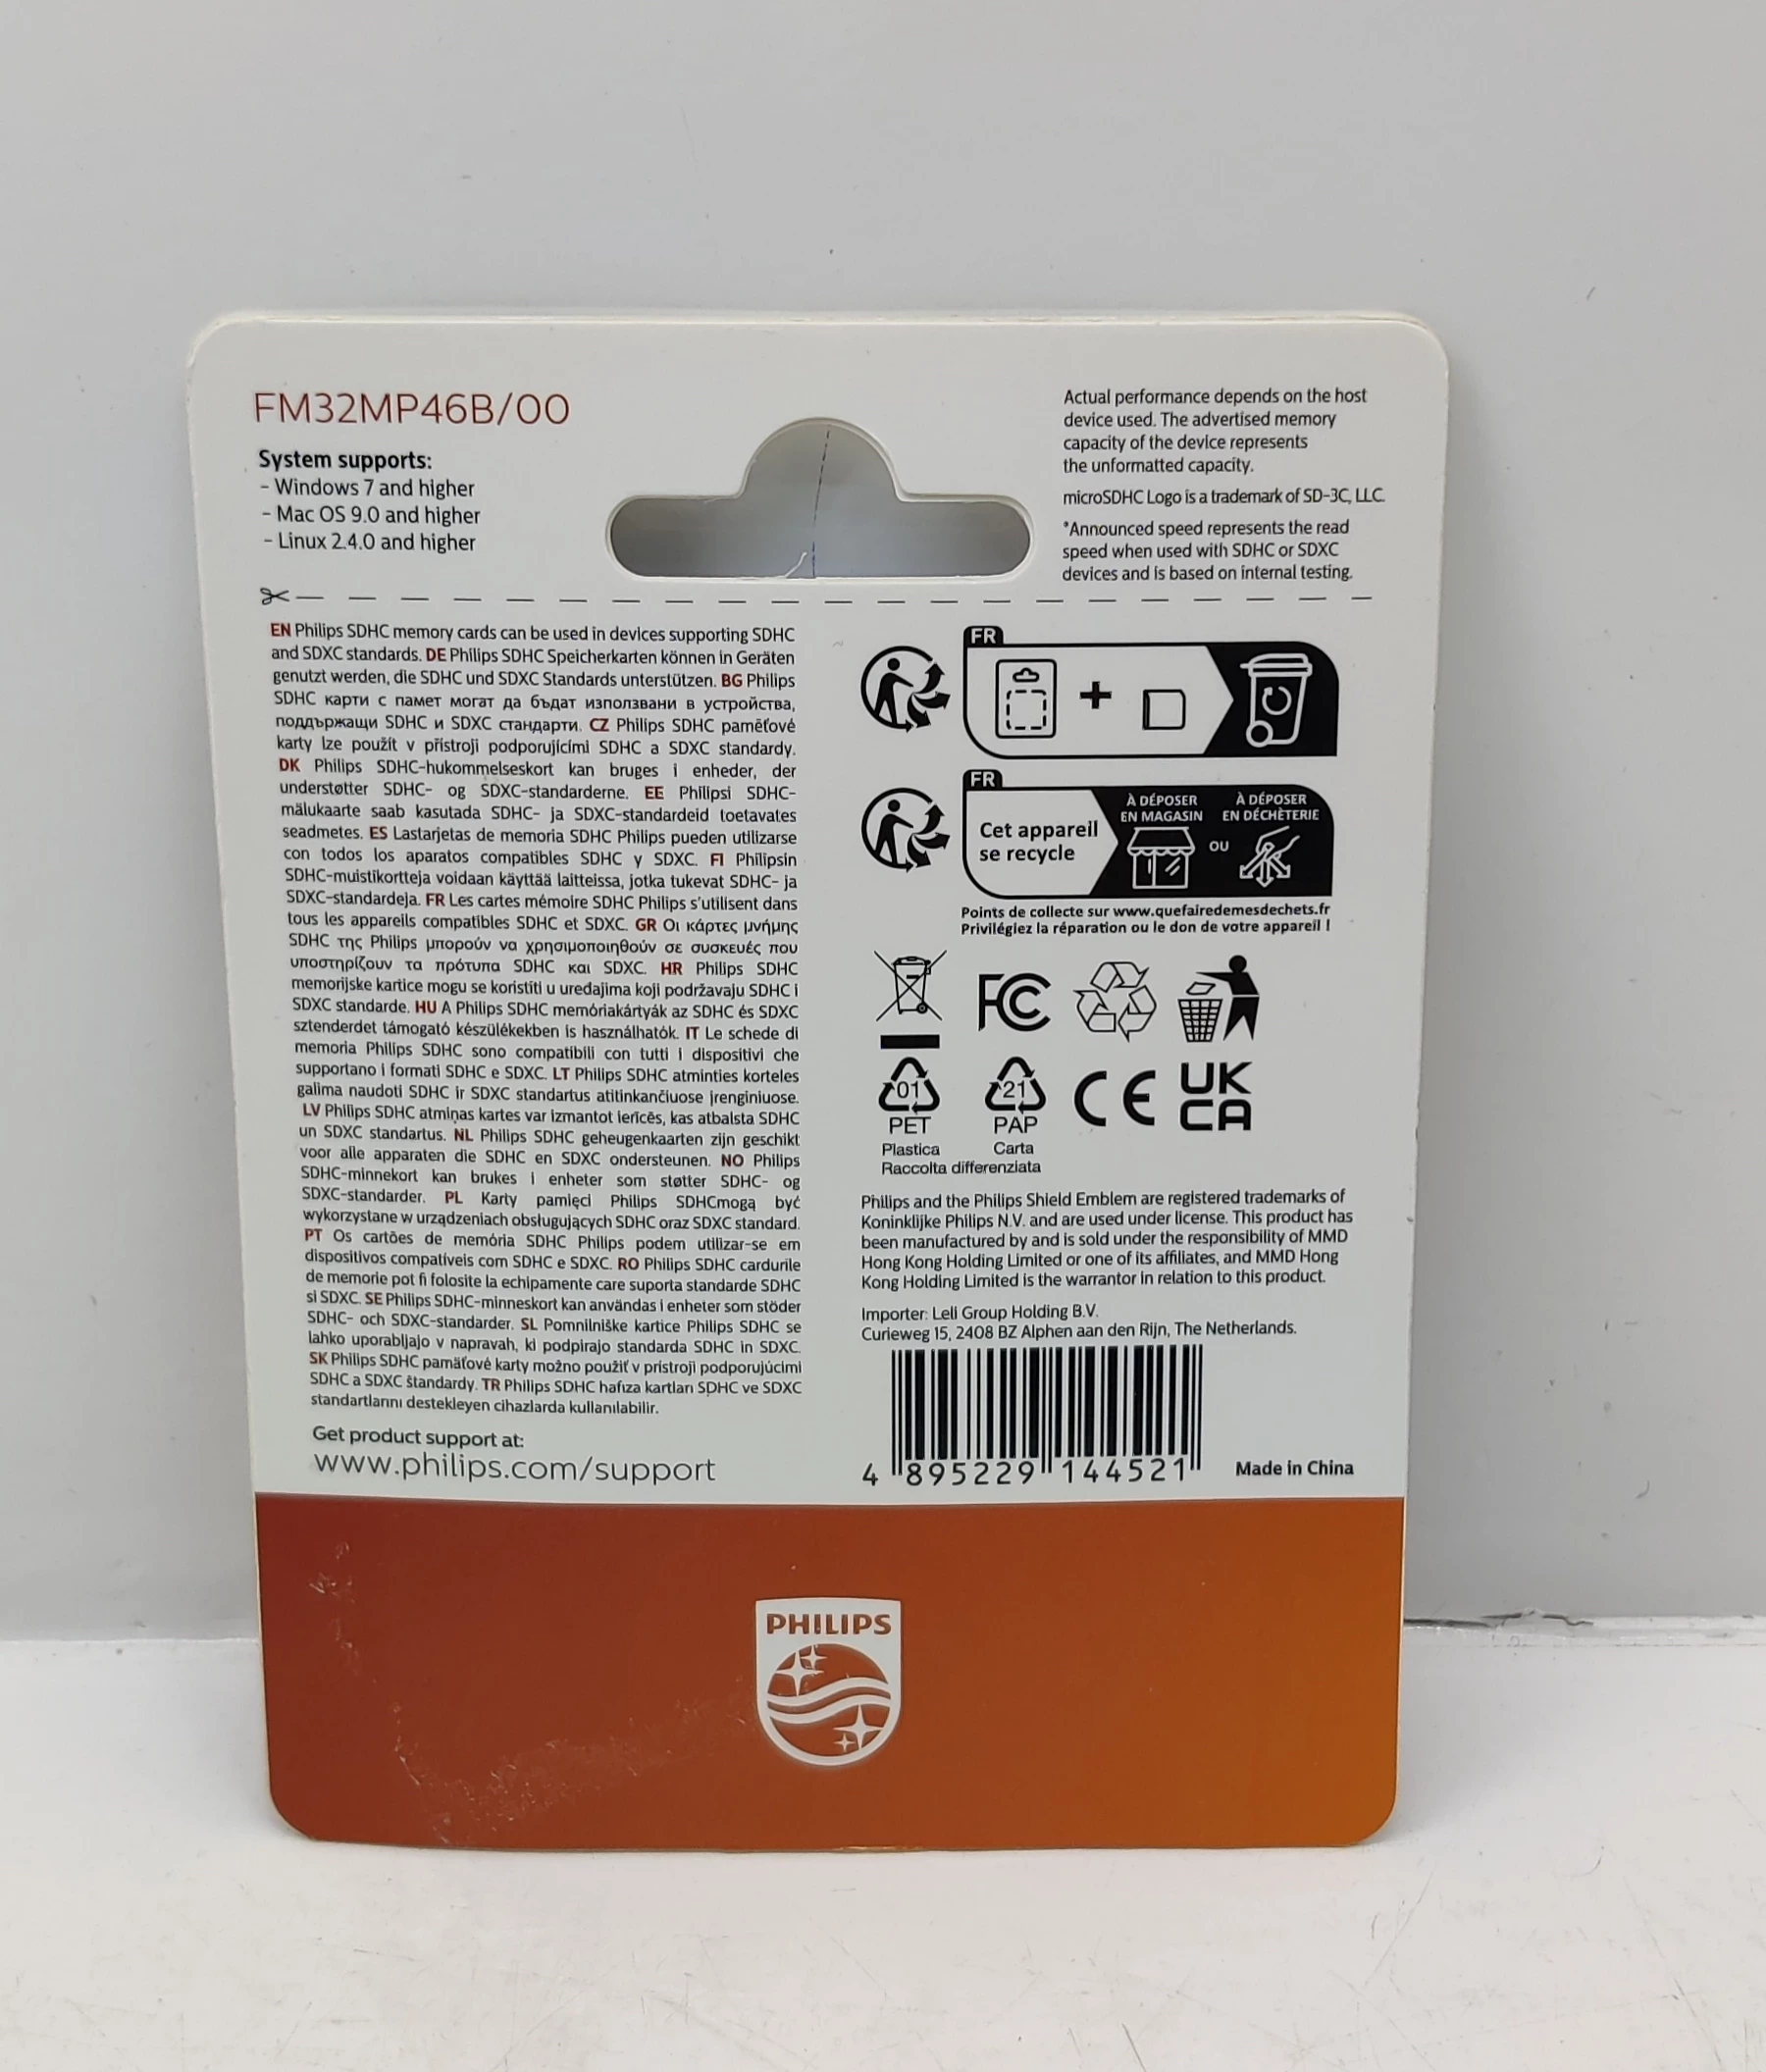 FM32MP46B/00
System supports:
- Windows 7 and higher
- Mac OS 9.0 and higher
- Linux 2.4.0 and higher
Actual performance depends on the host
device used. The advertised memory
capacity of the device represents
the unformatted capacity.
microSDHC Logo is a trademark of SD-3C, LLC.
*Announced speed represents the read
speed when used with SDHC or SDXC
devices and is based on internal testing.
EN Philips SDHC memory cards can be used in devices supporting SDHC
and SDXC standards. DE Philips SDHC Speicherkarten können in Geräten
genutzt werden, die SDHC und SDXC Standards unterstützen. BG Philips
SDHC карти с памет могат да бъдат използвани в устройства,
поддържащи SDHC и SDXC стандарти. CZ Philips SDHC paměťové
karty lze použít v přístroji podporujícími SDHC a SDXC standardy.
DK Philips SDHC-hukommelseskort kan bruges i enheder, der
understøtter SDHC- og SDXC-standarderne. EE Philipsi SDHC-
mälukaarte saab kasutada SDHC- ja SDXC-standardeid toetavates
seadmetes. ES Lastarjetas de memoria SDHC Philips pueden utilizarse
con todos los aparatos compatibles SDHC y SDXC. FI Philipsin
SDHC-muistikortteja voidaan käyttää laitteissa, jotka tukevat SDHC- ja
SDXC-standardeja. FR Les cartes mémoire SDHC Philips s'utilisent dans
tous les appareils compatibles SDHC et SDXC. GR Οι κάρτες μνήμης
SDHC της Philips μπορούν να χρησιμοποιηθούν σε συσκευές που
υποστηρίζουν τα πρότυπα SDHC και SDXC. HR Philips SDHC
memorijske kartice mogu se koristiti u uredajima koji podržavaju SDHC i
SDXC standarde. HU A Philips SDHC memóriakártyák az SDHC és SDXC
sztenderdet támogató készülékekben is használhatók. IT Le schede di
memoria Philips SDHC sono compatibili con tutti i dispositivi che
supportano i formati SDHC e SDXC. LT Philips SDHC atminties korteles
galima naudoti SDHC ir SDXC standartus atitinkančiuose įrenginiuose.
LV Philips SDHC atmiņas kartes var izmantot ierīcēs, kas atbalsta SDHC
un SDXC standartus. NL Philips SDHC geheugenkaarten zijn geschikt
voor alle apparaten die SDHC en SDXC ondersteunen. NO Philips
SDHC-minnekort kan brukes i enheter som støtter SDHC- og
SDXC-standarder. PL Karty pamięci Philips SDHCmogą być
wykorzystane w urządzeniach obsługujących SDHC oraz SDXC standard.
PT Os cartões de memória SDHC Philips podem utilizar-se em
dispositivos compatíveis com SDHC e SDXC. RO Philips SDHC cardurile
de memorie pot fi folosite la echipamente care suporta standarde SDHC
si SDXC. SE Philips SDHC-minneskort kan användas i enheter som stöder
SDHC- och SDXC-standarder. SL Pomnilniške kartice Philips SDHC se
lahko uporabljajo v napravah, ki podpirajo standarda SDHC in SDXC.
SK Philips SDHC pamäťové karty možno použiť v pristroji podporujúcimi
SDHC a SDXC štandardy. TR Philips SDHC hafıza kartları SDHC ve SDXC
standartlarını destekleyen cihazlarda kullanılabilir.
Get product support at:
www.philips.com/support
FR
FR
Cet appareil
se recycle
À DÉPOSER
EN MAGASIN
OU
À DÉPOSER
EN DÉCHÈTERIE
Points de collecte sur www.quefairedemesdechets.fr
Privilégiez la réparation ou le don de votre appareil !
FC
01
PET
Plastica
21
PAP
Carta
Raccolta differenziata
CE
UK
CA
Philips and the Philips Shield Emblem are registered trademarks of
Koninklijke Philips N.V. and are used under license. This product has
been manufactured by and is sold under the responsibility of MMD
Hong Kong Holding Limited or one of its affiliates, and MMD Hong
Kong Holding Limited is the warrantor in relation to this product.
Importer: Leli Group Holding B.V.
Curieweg 15, 2408 BZ Alphen aan den Rijn, The Netherlands.
4 895229 144521
Made in China
PHILIPS